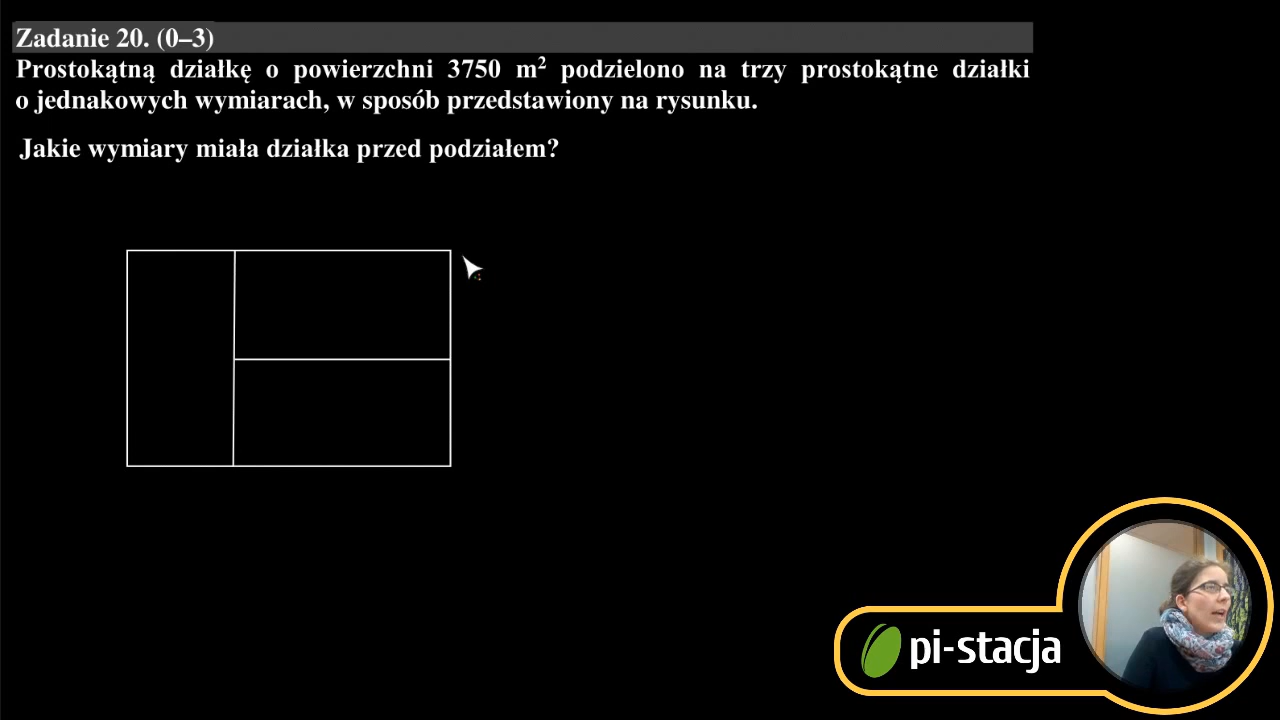 Zadanie 20. (0–3)
Prostokątną działkę o powierzchni 3750 m² podzielono na trzy prostokątne działki
o jednakowych wymiarach, w sposób przedstawiony na rysunku.
Jakie wymiary miała działka przed podziałem?
pi-stacja